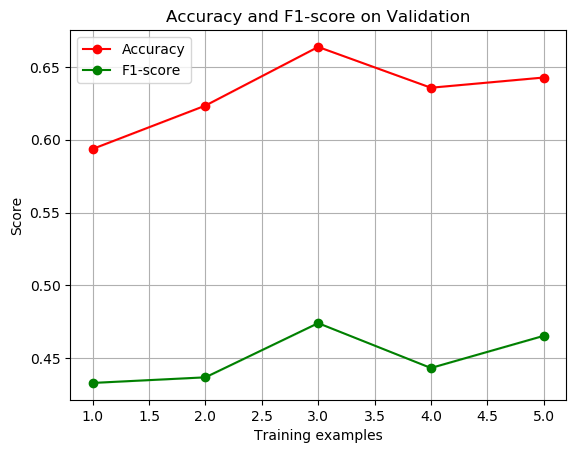 Accuracy and F1-score on Validation
Accuracy
F1-score
0.65
0.60
0.55
0.50
0.45
Score
1.0 1.5 2.0 2.5 3.0 3.5 4.0 4.5 5.0
Training examples